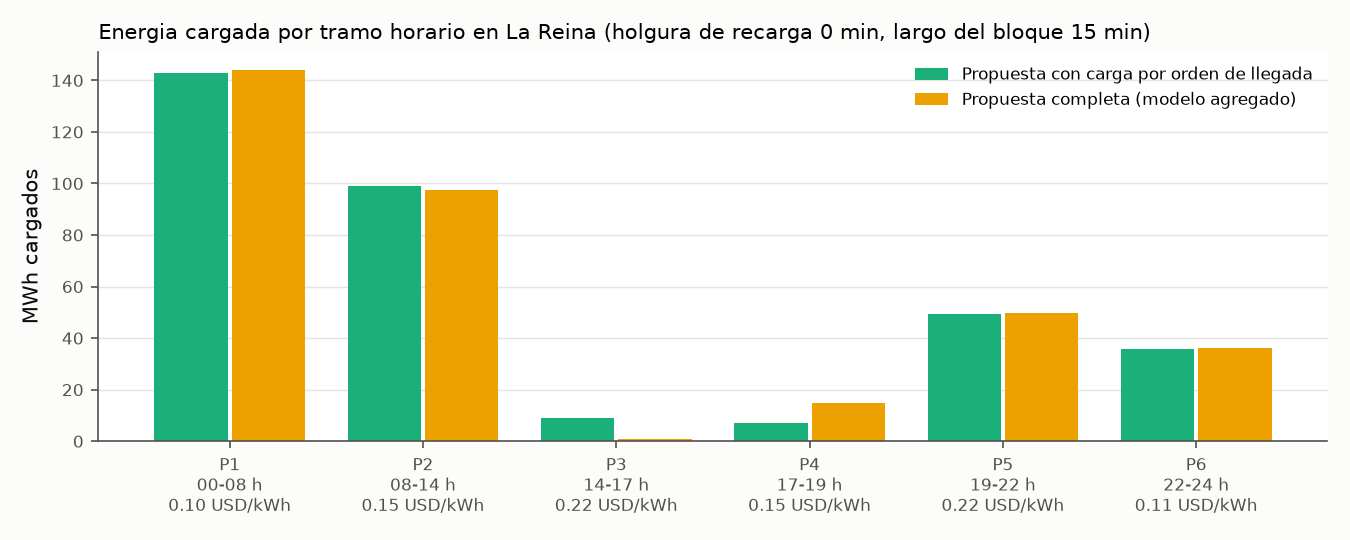 Energia cargada por tramo horario en La Reina (holgura de recarga 0 min, largo del bloque 15 min)
Propuesta con carga por orden de llegada
Propuesta completa (modelo agregado)
MWh cargados
140
120
100
80
60
40
20
0
P1 P2 P3 P4 P5 P6
00-08 h 08-14 h 14-17 h 17-19 h 19-22 h 22-24 h
0.10 USD/kWh 0.15 USD/kWh 0.22 USD/kWh 0.15 USD/kWh 0.22 USD/kWh 0.11 USD/kWh